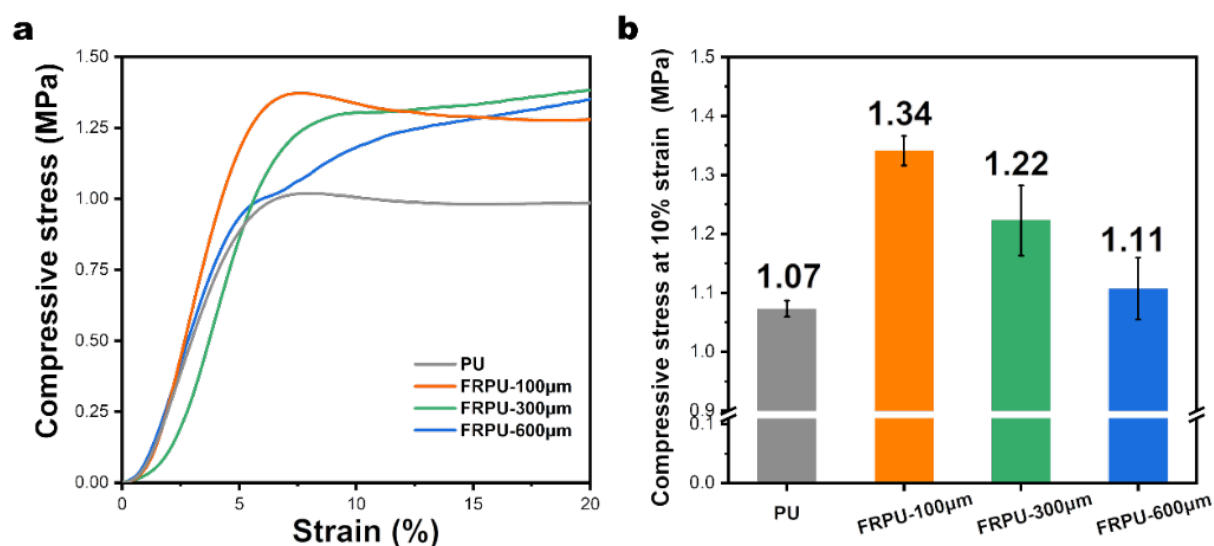 a
Compressive stress (MPa)
1.50
1.25
1.00
0.75
0.50
0.25
0.00
0
5
10
15
20
Strain (%)
PU
FRPU-100μm
FRPU-300μm
FRPU-600μm
b
Compressive stress at 10% strain (MPa)
1.5
1.4
1.3
1.2
1.1
1.0
0.9
0.1
0.0
1.07
1.34
1.22
1.11
PU
FRPU-100μm
FRPU-300μm
FRPU-600μm